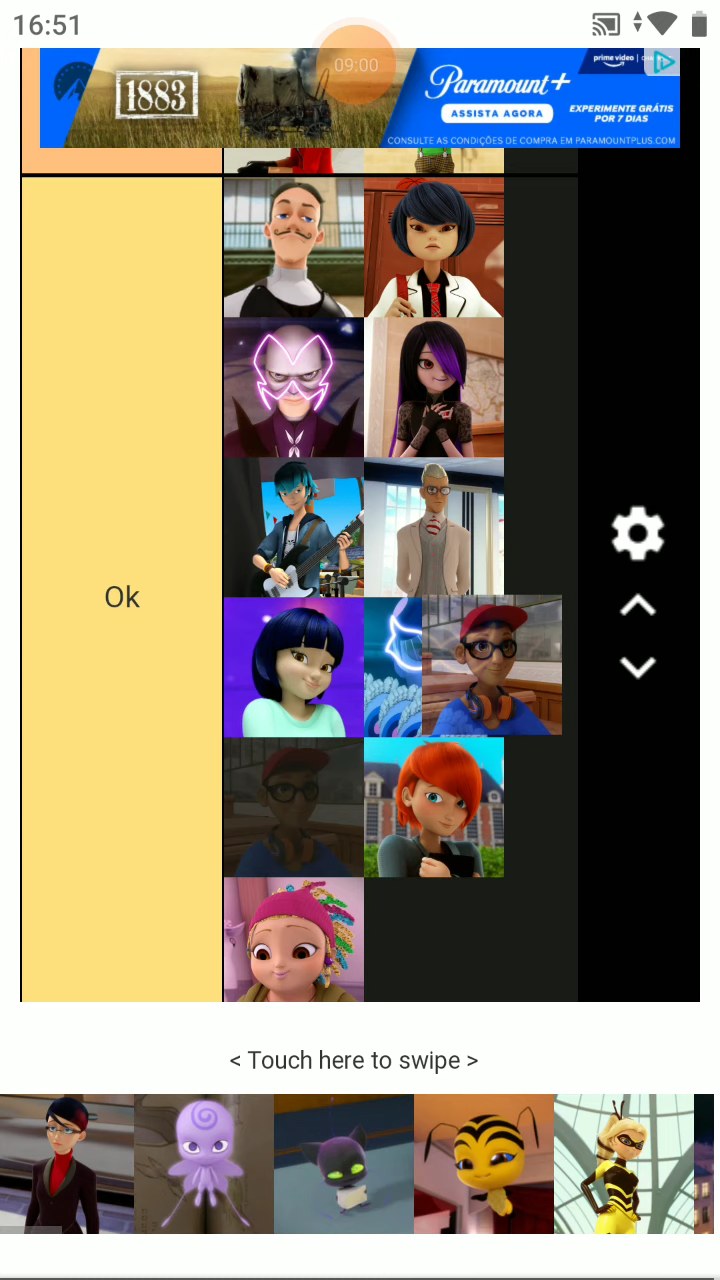 16:51
09:00
1883
Paramount+
ASSISTA AGORA
prime video
EXPERIMENTE GRÁTIS
POR 7 DIAS
CONSULTE AS CONDIÇÕES DE COMPRA EM PARAMOUNTPLUS.COM
Ok
< Touch here to swipe >